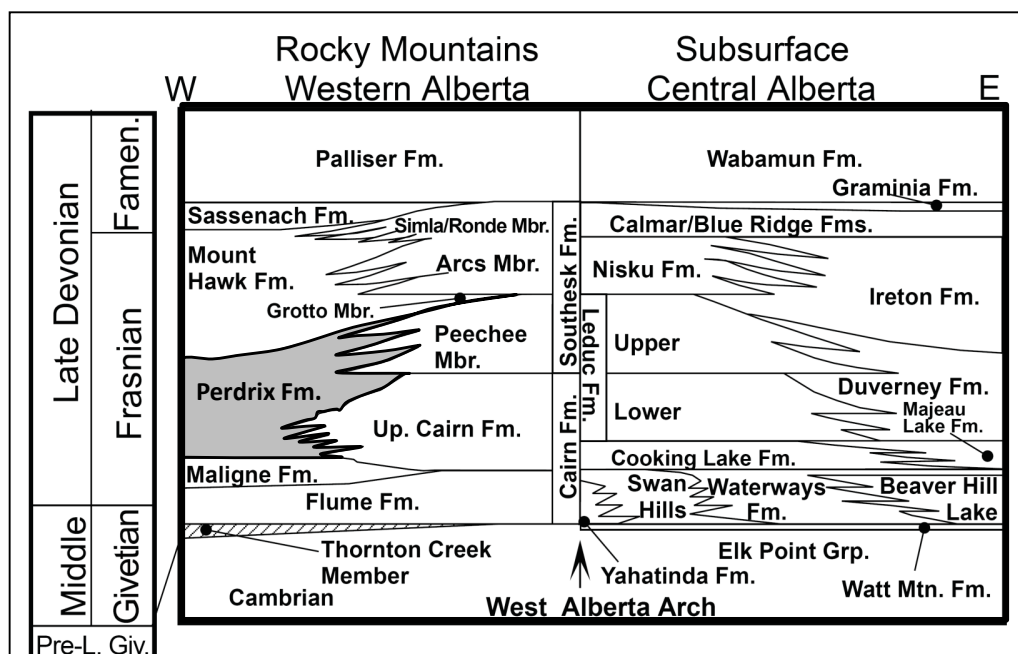 Rocky Mountains
Western Alberta
Subsurface
Central Alberta
W
E
Late Devonian
Middle
Famen.
Frasnian
Givetian
Pre-L. Giv.
Palliser Fm.
Sassenach Fm.
Simla/Ronde Mbr.
Mount
Hawk Fm.
Arcs Mbr.
Grotto Mbr.
Peechee
Mbr.
Perdrix Fm.
Up. Cairn Fm.
Maligne Fm.
Flume Fm.
Thornton Creek
Member
Cambrian
Southesk Fm.
Cairn Fm.
Leduc Fm.
West Alberta Arch
Wabamun Fm.
Graminia Fm.
Calmar/Blue Ridge Fms.
Nisku Fm.
Ireton Fm.
Upper
Lower
Duverney Fm.
Majeau
Lake Fm.
Cooking Lake Fm.
Swan
Hills
Waterways
Fm.
Beaver Hill
Lake
Elk Point Grp.
Yahatinda Fm.
Watt Mtn. Fm.